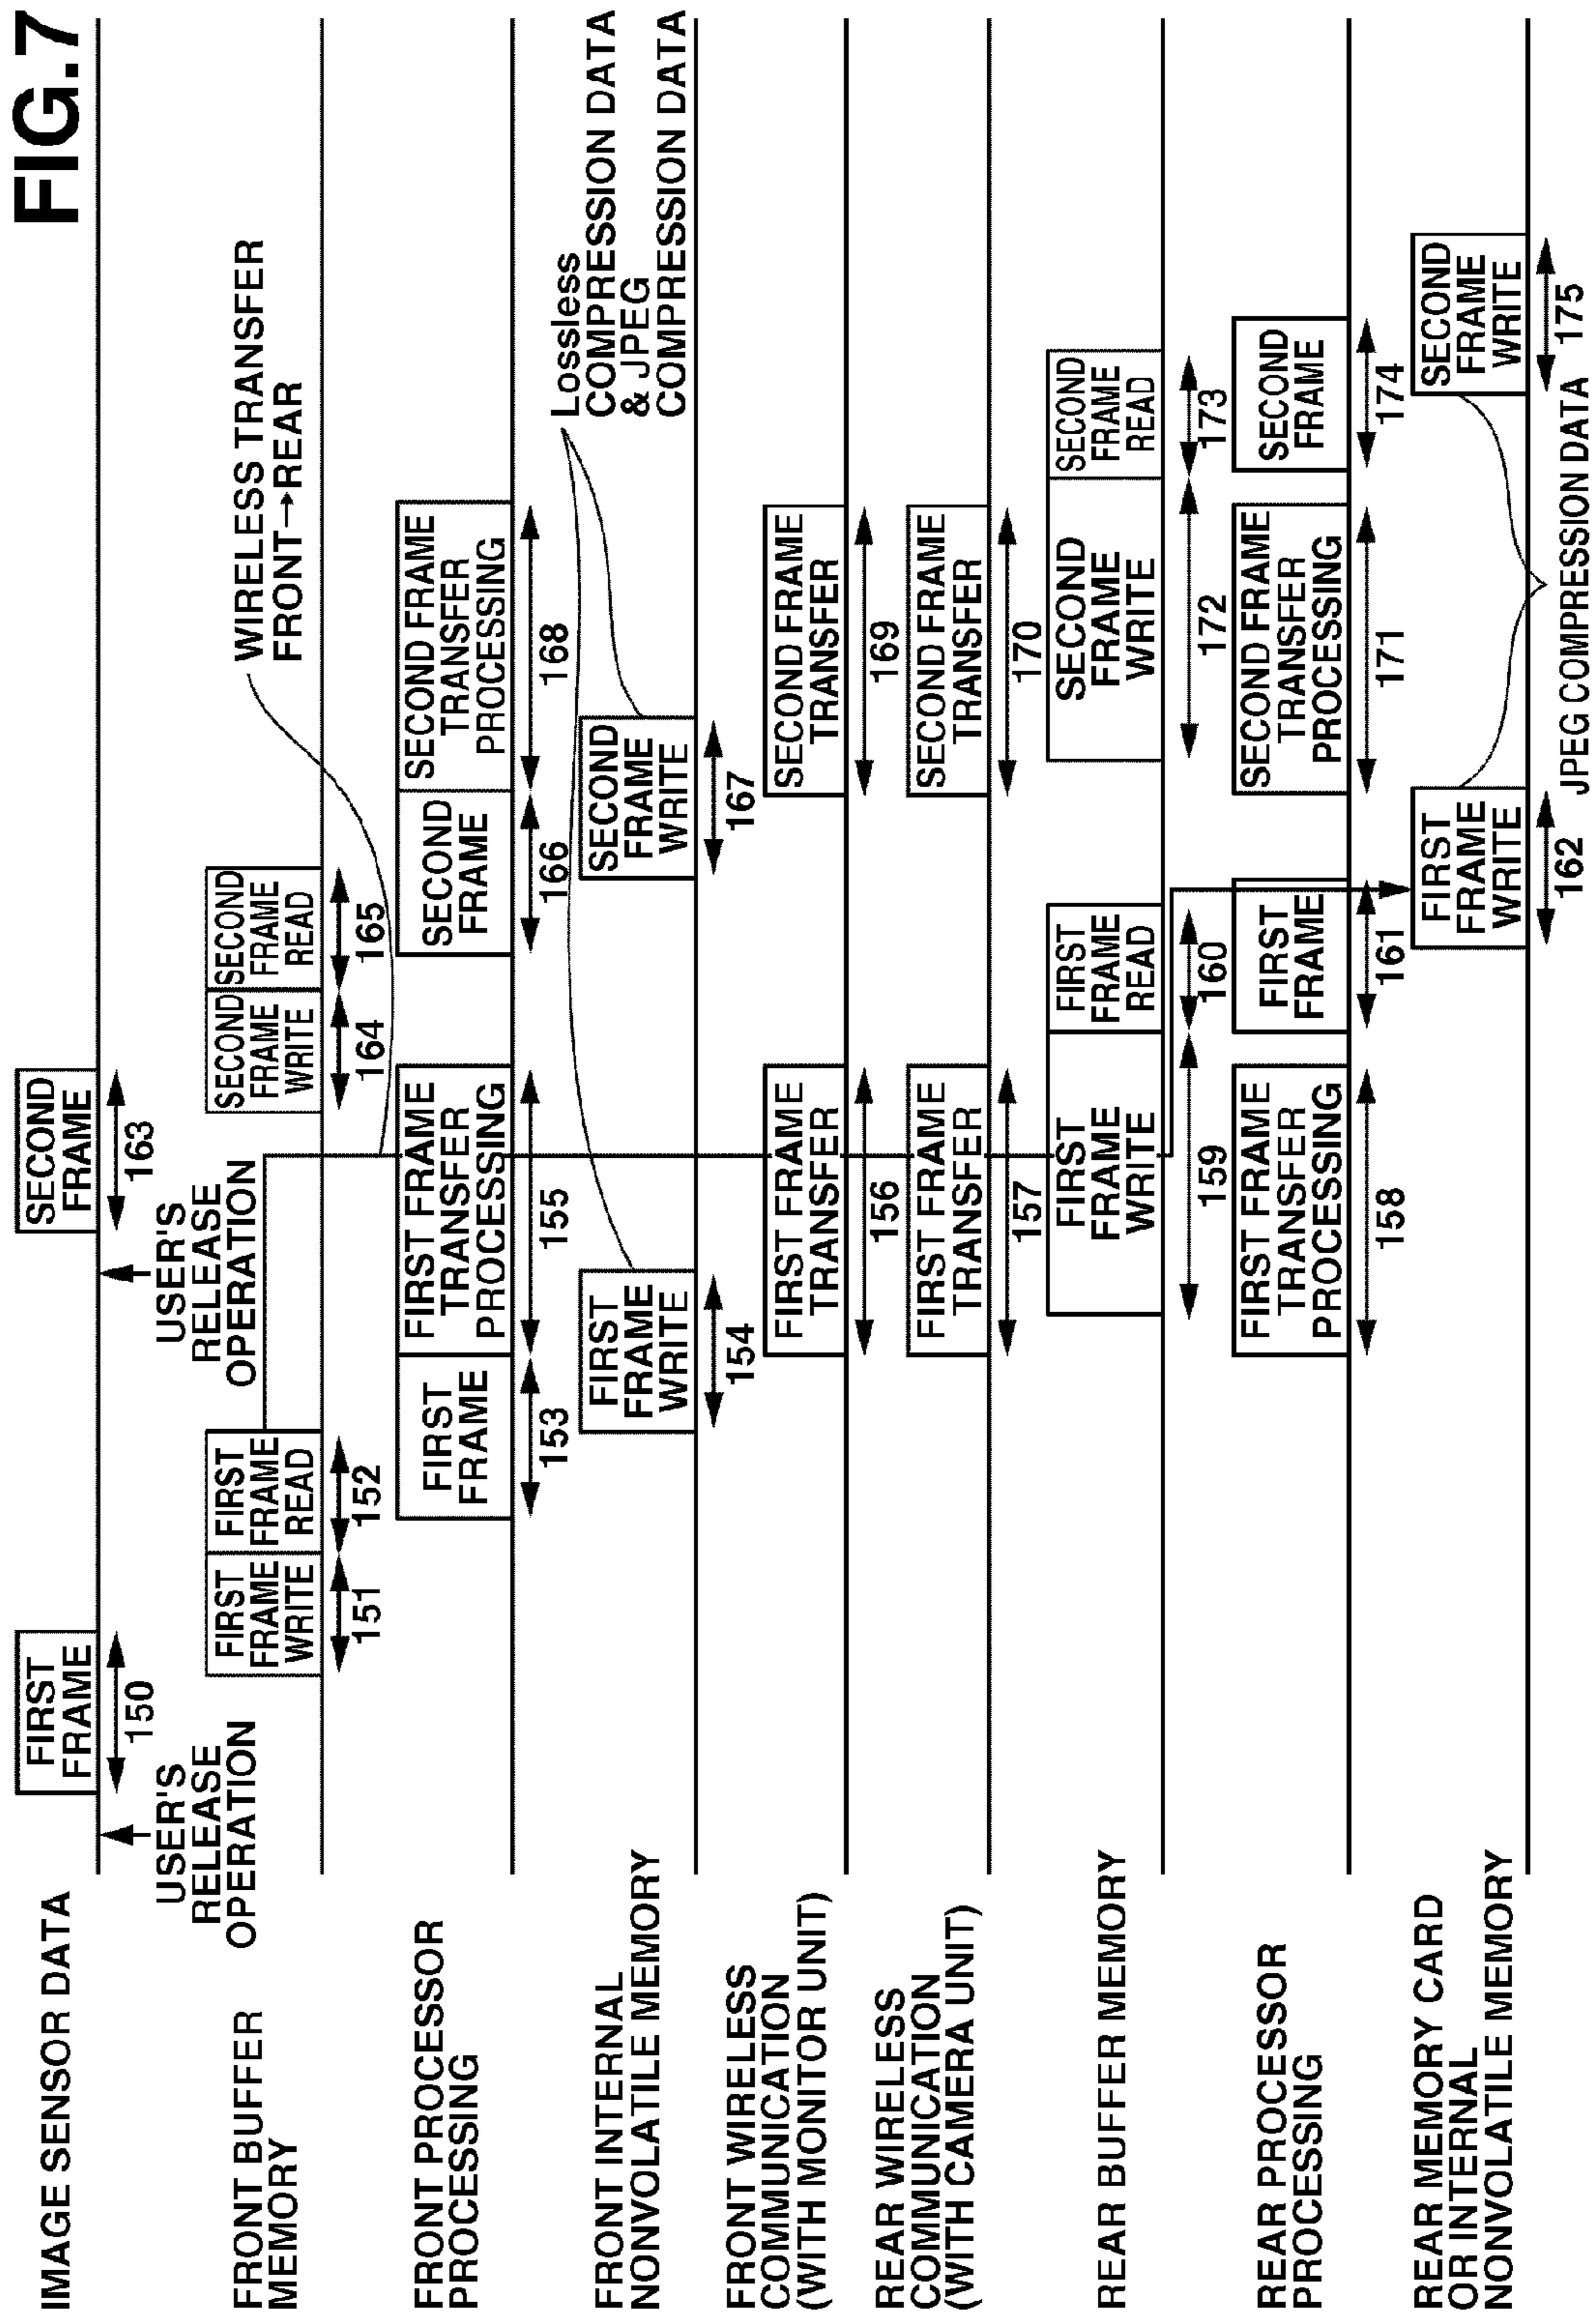 FIG.7
IMAGE SENSOR DATA
FIRST
FRAME
150
SECOND
FRAME
163
USER'S
RELEASE
OPERATION
USER'S
RELEASE
OPERATION
FRONT BUFFER
MEMORY
FIRST
FRAME
WRITE
151
FIRST
FRAME
READ
152
SECOND
FRAME
WRITE
164
SECOND
FRAME
READ
165
WIRELESS TRANSFER
FRONT→REAR
FRONT PROCESSOR
PROCESSING
FIRST
FRAME
153
FIRST FRAME
TRANSFER
PROCESSING
155
SECOND
FRAME
166
SECOND FRAME
TRANSFER
PROCESSING
168
FRONT INTERNAL
NONVOLATILE MEMORY
FIRST
FRAME
WRITE
154
SECOND
FRAME
WRITE
167
Lossless
COMPRESSION DATA
& JPEG
COMPRESSION DATA
FRONT WIRELESS
COMMUNICATION
(WITH MONITOR UNIT)
FIRST FRAME
TRANSFER
156
SECOND FRAME
TRANSFER
169
REAR WIRELESS
COMMUNICATION
(WITH CAMERA UNIT)
FIRST FRAME
TRANSFER
157
SECOND FRAME
TRANSFER
170
REAR BUFFER MEMORY
FIRST
FRAME
WRITE
159
FIRST
FRAME
READ
160
SECOND
FRAME
WRITE
172
SECOND
FRAME
READ
173
REAR PROCESSOR
PROCESSING
FIRST FRAME
TRANSFER
PROCESSING
158
FIRST
FRAME
161
SECOND FRAME
TRANSFER
PROCESSING
171
SECOND
FRAME
174
REAR MEMORY CARD
OR INTERNAL
NONVOLATILE MEMORY
FIRST
FRAME
WRITE
162
SECOND
FRAME
WRITE
175
JPEG COMPRESSION DATA